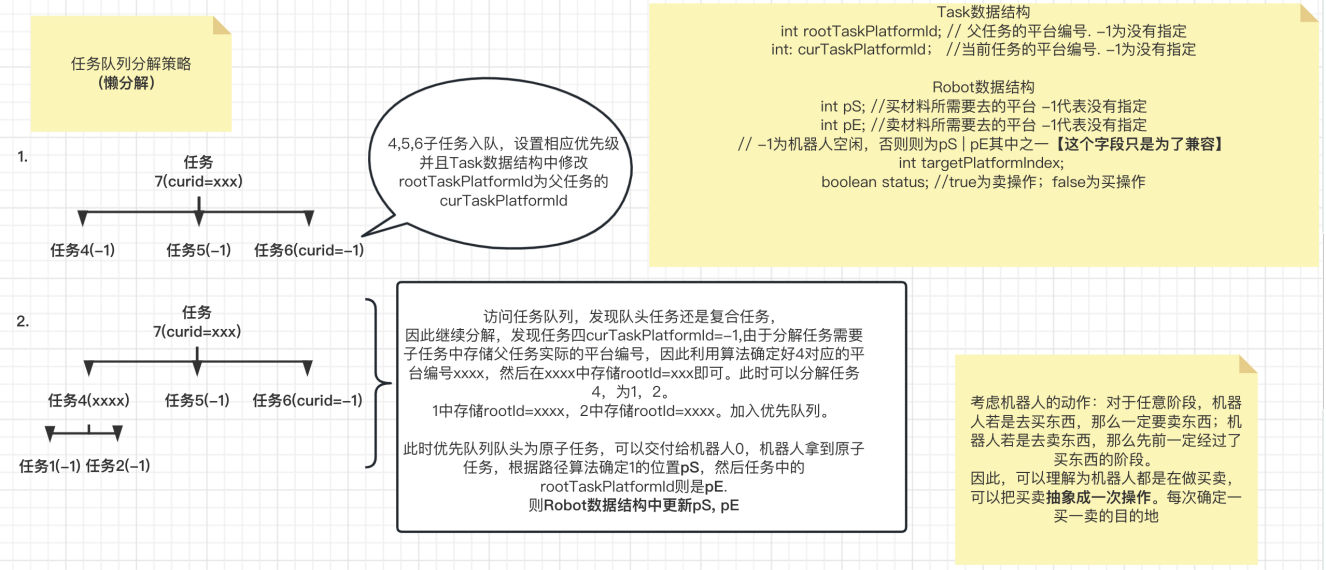 任务队列分解策略
（懒分解）
Task数据结构
int rootTaskPlatformId; // 父任务的平台编号. -1为没有指定
int: curTaskPlatformId； //当前任务的平台编号. -1为没有指定
Robot数据结构
int pS; //买材料所需要去的平台 -1代表没有指定
int pE; //卖材料所需要去的平台 -1代表没有指定
// -1为机器人空闲，否则则为pS | pE其中之一【这个字段只是为了兼容】
int targetPlatformIndex;
boolean status; //true为卖操作；false为买操作
4,5,6子任务入队，设置相应优先级
并且Task数据结构中修改
rootTaskPlatformId为父任务的
curTaskPlatformId
1.
任务
7(curid=xxx)
任务4(-1) 任务5(-1) 任务6(curid=-1)
2.
任务
7(curid=xxx)
任务4(xxxx) 任务5(-1) 任务6(curid=-1)
任务1(-1) 任务2(-1)
访问任务队列，发现队头任务还是复合任务，
因此继续分解，发现任务四curTaskPlatformId=-1,由于分解任务需要
子任务中存储父任务实际的平台编号，因此利用算法确定好4对应的平
台编号xxxx，然后在xxxx中存储rootId=xxx即可。此时可以分解任务
4，为1，2。
1中存储rootId=xxxx，2中存储rootId=xxxx。加入优先队列。
此时优先队列队头为原子任务，可以交付给机器人0，机器人拿到原子
任务，根据路径算法确定1的位置pS，然后任务中的
rootTaskPlatformId则是pE.
则Robot数据结构中更新pS, pE
考虑机器人的动作：对于任意阶段，机器
人若是去买东西，那么一定要卖东西；机
器人若是去卖东西，那么先前一定经过了
买东西的阶段。
因此，可以理解为机器人都是在做买卖，
可以把买卖抽象成一次操作。每次确定一
买一卖的目的地